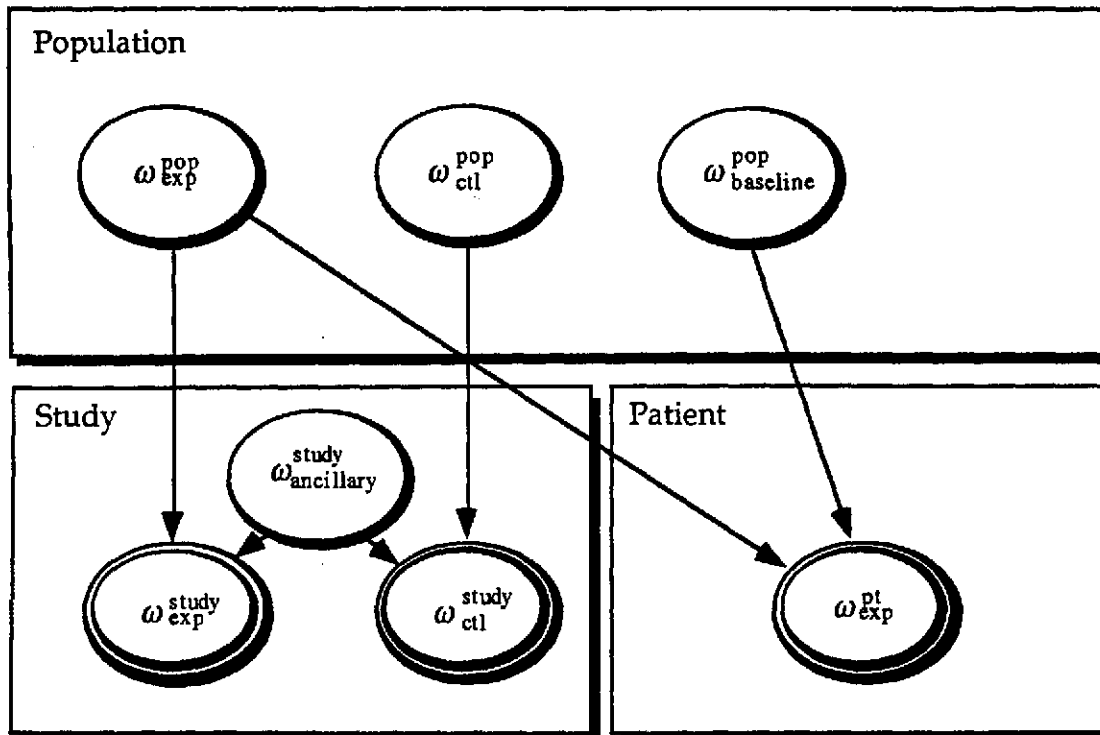 Population
ω pop exp
ω pop ctl
ω pop baseline
Study
Patient
ω study ancillary
ω study exp
ω study ctl
ω pt exp